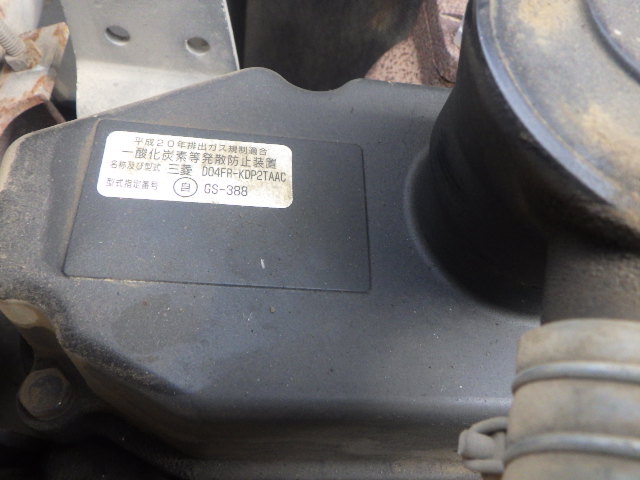 平成20年排出ガス規制適合
一酸化炭素等発散防止装置
名称及び型式 三菱 D04FR-KDP2TAAC
型式指定番号 自 GS-388